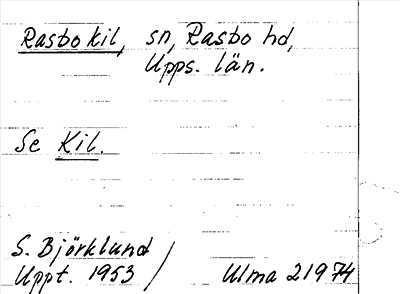 Rasbokil, sn, Rasbo hd,
Upps. län.
Se Kil.
S. Björklund
Uppt. 1953 / Ulma 21974